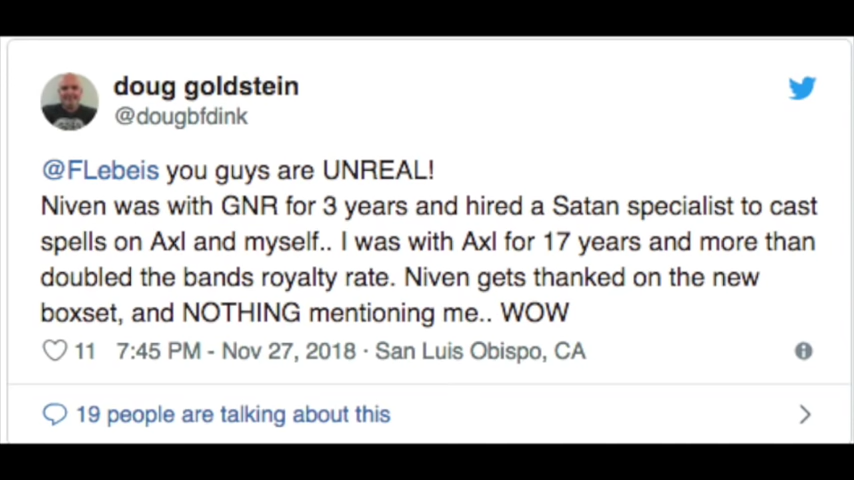 doug goldstein
@dougbfdink
@FLebeis you guys are UNREAL!
Niven was with GNR for 3 years and hired a Satan specialist to cast
spells on Axl and myself.. I was with Axl for 17 years and more than
doubled the bands royalty rate. Niven gets thanked on the new
boxset, and NOTHING mentioning me.. WOW
11 7:45 PM - Nov 27, 2018 · San Luis Obispo, CA
19 people are talking about this